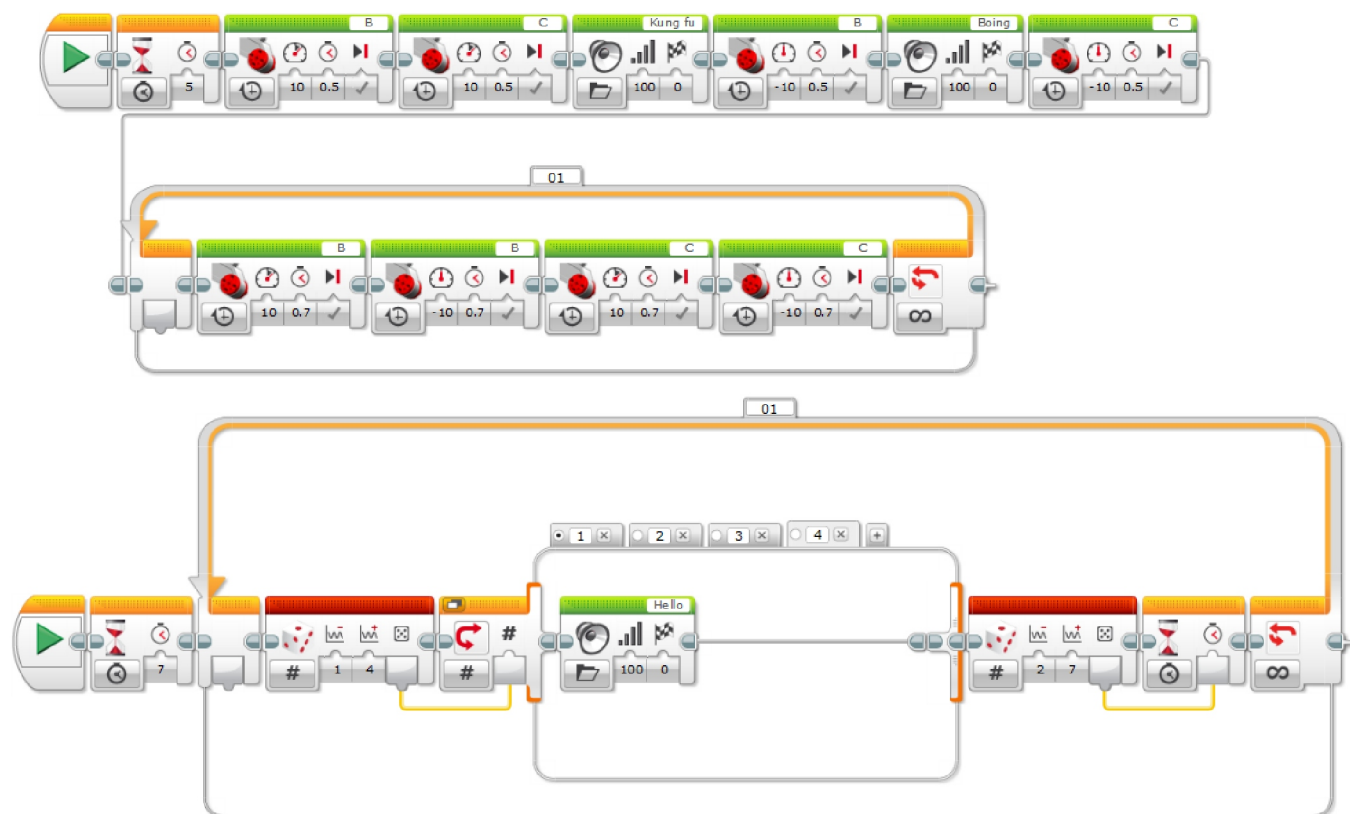 B C Kung fu B Boing C
5 10 0.5 10 0.5 100 0 -10 0.5 100 0 -10 0.5
01
B B C C
10 0.7 -10 0.7 10 0.7 -10 0.7
∞
01
1 2 3 4 +
Hello
# 
7 # 1 4 # 100 0 # 2 7 ∞